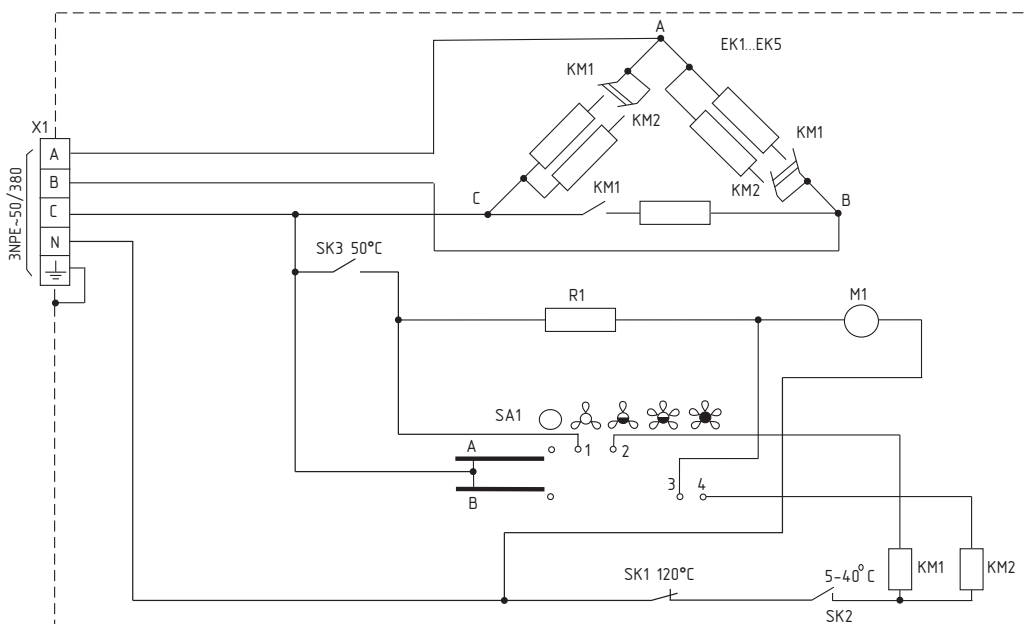 A
EK1...EK5
KM1
KM2
KM1
KM2
X1
A
B
C
N
3NPE~50/380
C
KM1
B
SK3 50°C
R1
M1
SA1
A
B
1
2
3
4
SK1 120°C
5-40°C
SK2
KM1
KM2